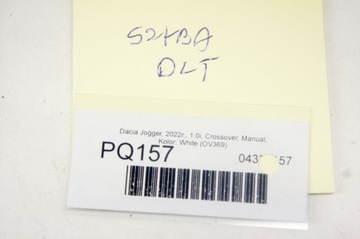 SZYBA
DLT
Dacia Jogger, 2022r., 1.0i, Crossover, Manual,
Kolor: White (OV369)
PQ157